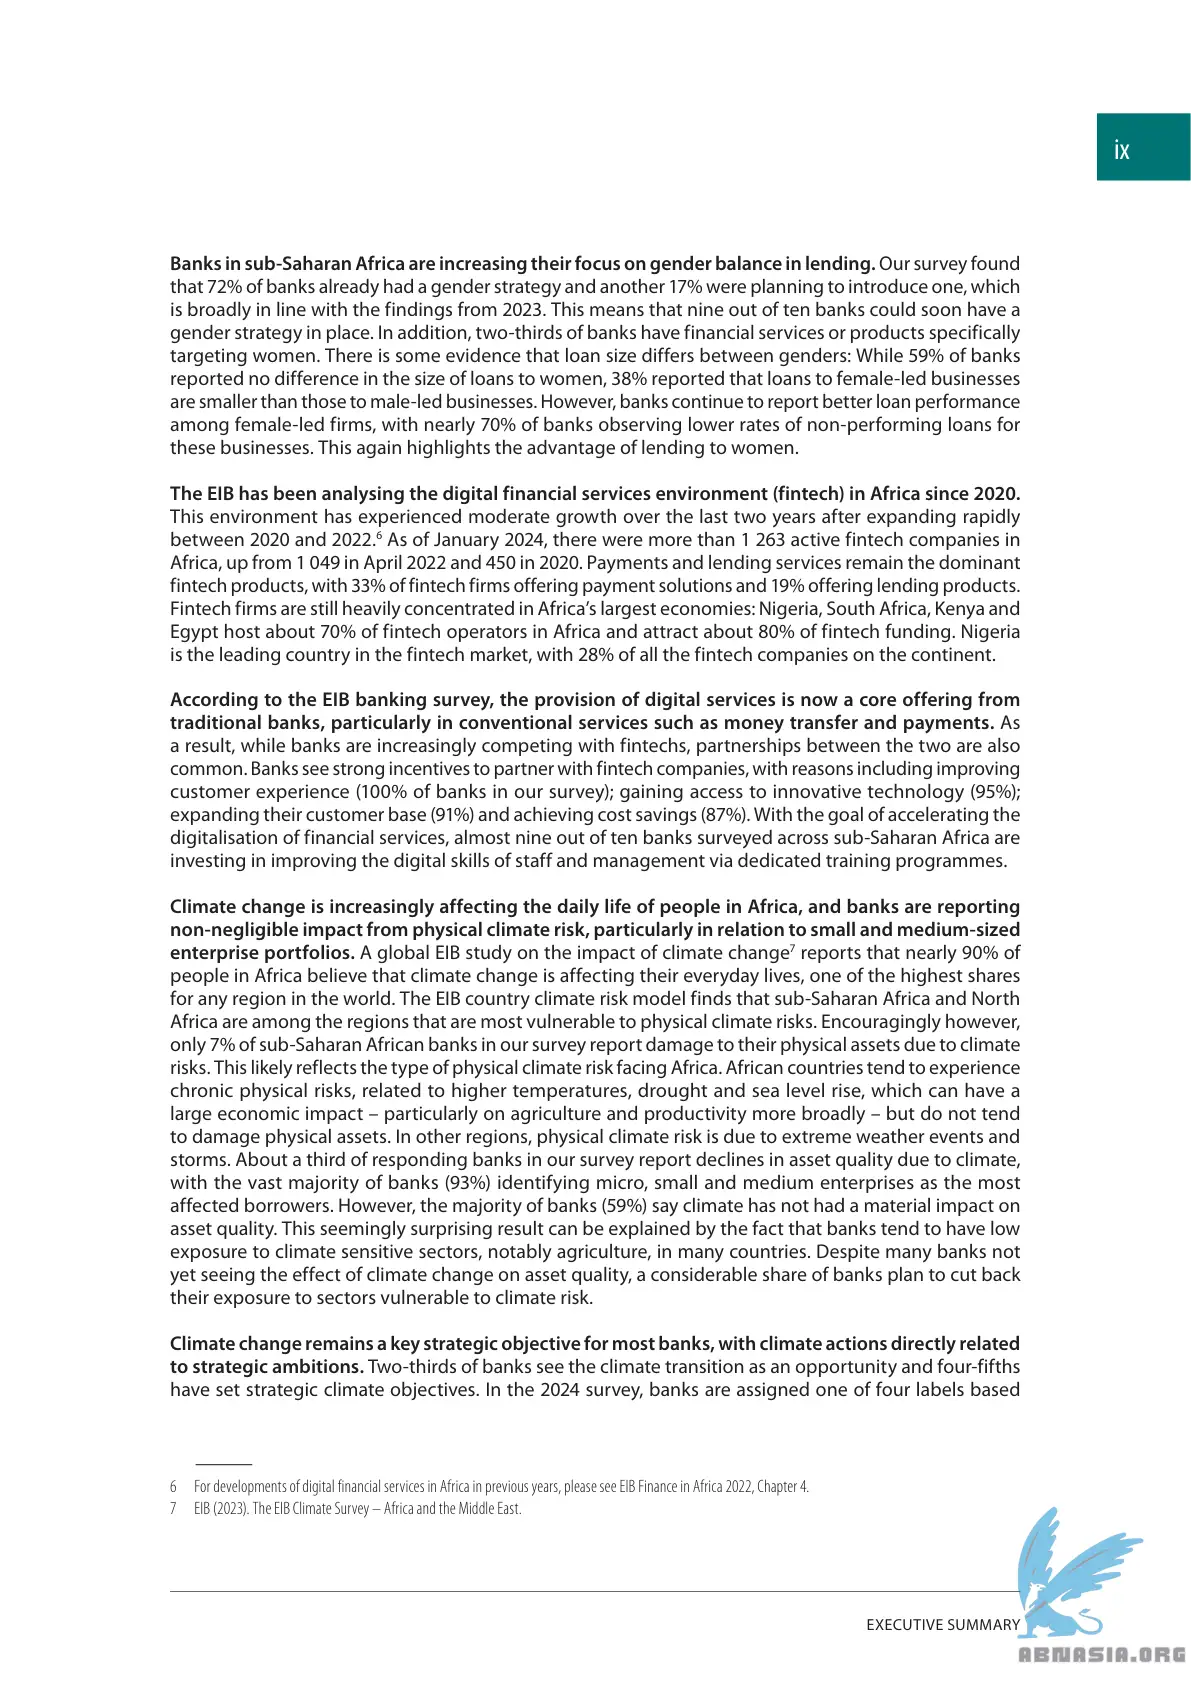 ix
Banks in sub-Saharan Africa are increasing their focus on gender balance in lending. Our survey found
that 72% of banks already had a gender strategy and another 17% were planning to introduce one, which
is broadly in line with the findings from 2023. This means that nine out of ten banks could soon have a
gender strategy in place. In addition, two-thirds of banks have financial services or products specifically
targeting women. There is some evidence that loan size differs between genders: While 59% of banks
reported no difference in the size of loans to women, 38% reported that loans to female-led businesses
are smaller than those to male-led businesses. However, banks continue to report better loan performance
among female-led firms, with nearly 70% of banks observing lower rates of non-performing loans for
these businesses. This again highlights the advantage of lending to women.
The EIB has been analysing the digital financial services environment (fintech) in Africa since 2020.
This environment has experienced moderate growth over the last two years after expanding rapidly
between 2020 and 2022.6 As of January 2024, there were more than 1 263 active fintech companies in
Africa, up from 1 049 in April 2022 and 450 in 2020. Payments and lending services remain the dominant
fintech products, with 33% of fintech firms offering payment solutions and 19% offering lending products.
Fintech firms are still heavily concentrated in Africa’s largest economies: Nigeria, South Africa, Kenya and
Egypt host about 70% of fintech operators in Africa and attract about 80% of fintech funding. Nigeria
is the leading country in the fintech market, with 28% of all the fintech companies on the continent.
According to the EIB banking survey, the provision of digital services is now a core offering from
traditional banks, particularly in conventional services such as money transfer and payments. As
a result, while banks are increasingly competing with fintechs, partnerships between the two are also
common. Banks see strong incentives to partner with fintech companies, with reasons including improving
customer experience (100% of banks in our survey); gaining access to innovative technology (95%);
expanding their customer base (91%) and achieving cost savings (87%). With the goal of accelerating the
digitalisation of financial services, almost nine out of ten banks surveyed across sub-Saharan Africa are
investing in improving the digital skills of staff and management via dedicated training programmes.
Climate change is increasingly affecting the daily life of people in Africa, and banks are reporting
non-negligible impact from physical climate risk, particularly in relation to small and medium-sized
enterprise portfolios. A global EIB study on the impact of climate change7 reports that nearly 90% of
people in Africa believe that climate change is affecting their everyday lives, one of the highest shares
for any region in the world. The EIB country climate risk model finds that sub-Saharan Africa and North
Africa are among the regions that are most vulnerable to physical climate risks. Encouragingly however,
only 7% of sub-Saharan African banks in our survey report damage to their physical assets due to climate
risks. This likely reflects the type of physical climate risk facing Africa. African countries tend to experience
chronic physical risks, related to higher temperatures, drought and sea level rise, which can have a
large economic impact – particularly on agriculture and productivity more broadly – but do not tend
to damage physical assets. In other regions, physical climate risk is due to extreme weather events and
storms. About a third of responding banks in our survey report declines in asset quality due to climate,
with the vast majority of banks (93%) identifying micro, small and medium enterprises as the most
affected borrowers. However, the majority of banks (59%) say climate has not had a material impact on
asset quality. This seemingly surprising result can be explained by the fact that banks tend to have low
exposure to climate sensitive sectors, notably agriculture, in many countries. Despite many banks not
yet seeing the effect of climate change on asset quality, a considerable share of banks plan to cut back
their exposure to sectors vulnerable to climate risk.
Climate change remains a key strategic objective for most banks, with climate actions directly related
to strategic ambitions. Two-thirds of banks see the climate transition as an opportunity and four-fifths
have set strategic climate objectives. In the 2024 survey, banks are assigned one of four labels based
6 For developments of digital financial services in Africa in previous years, please see EIB Finance in Africa 2022, Chapter 4.
7 EIB (2023). The EIB Climate Survey – Africa and the Middle East.
EXECUTIVE SUMMARY
ABNASIA.ORG